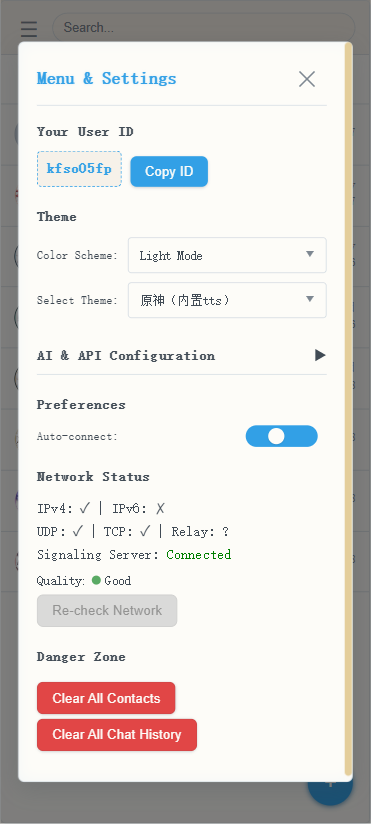 Search...
Menu & Settings
Your User ID
kfso05fp
Copy ID
Theme
Color Scheme: Light Mode
Select Theme: 原神（内置tts）
AI & API Configuration
Preferences
Auto-connect:
Network Status
IPv4: ✓ | IPv6: ✗
UDP: ✓ | TCP: ✓ | Relay: ?
Signaling Server: Connected
Quality: Good
Re-check Network
Danger Zone
Clear All Contacts
Clear All Chat History